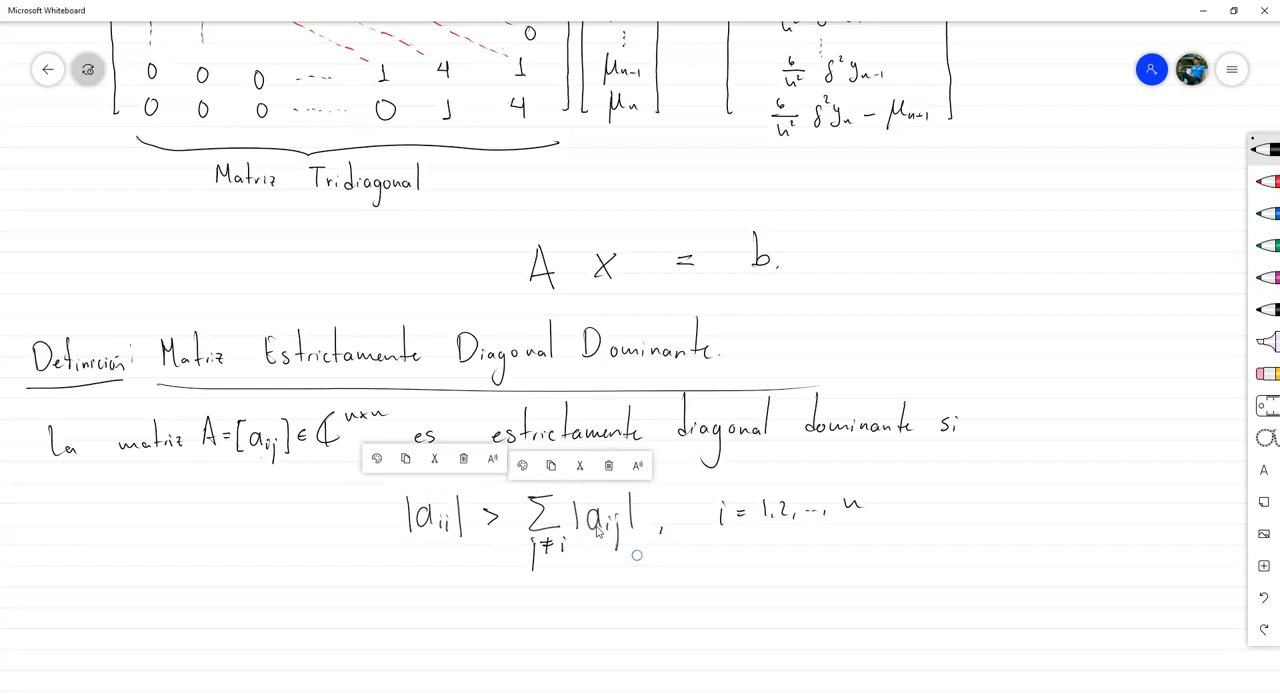 Microsoft Whiteboard
0
0 0 0 ..... 1 4 1 μn-1 6/h² δ²yn-1
0 0 0 ........ 0 1 4 μn 6/h² δ²yn - μn+1
Matriz Tridiagonal
A x = b.
Definición: Matriz Estrictamente Diagonal Dominante.
La matriz A=[aij] ∈ ℂ^n×n es estrictamente diagonal dominante si
|aii| > Σ j≠i |aij| , i = 1,2, ..., n